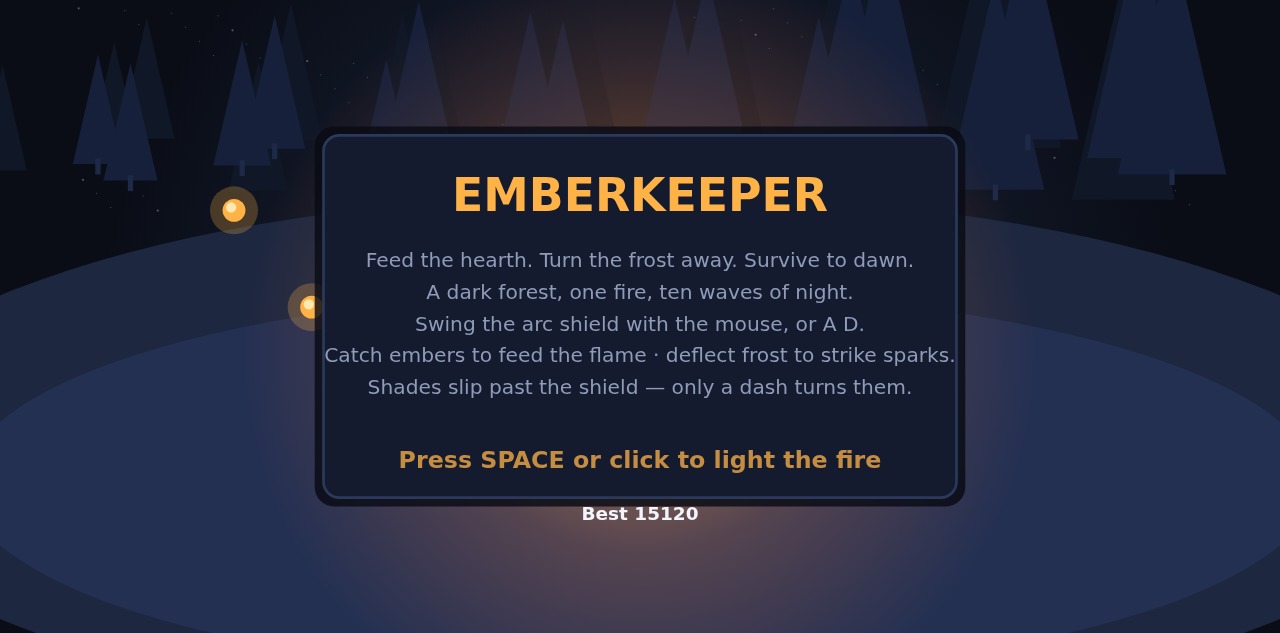 EMBERKEEPER
Feed the hearth. Turn the frost away. Survive to dawn.
A dark forest, one fire, ten waves of night.
Swing the arc shield with the mouse, or A D.
Catch embers to feed the flame · deflect frost to strike sparks.
Shades slip past the shield — only a dash turns them.
Press SPACE or click to light the fire
Best 15120